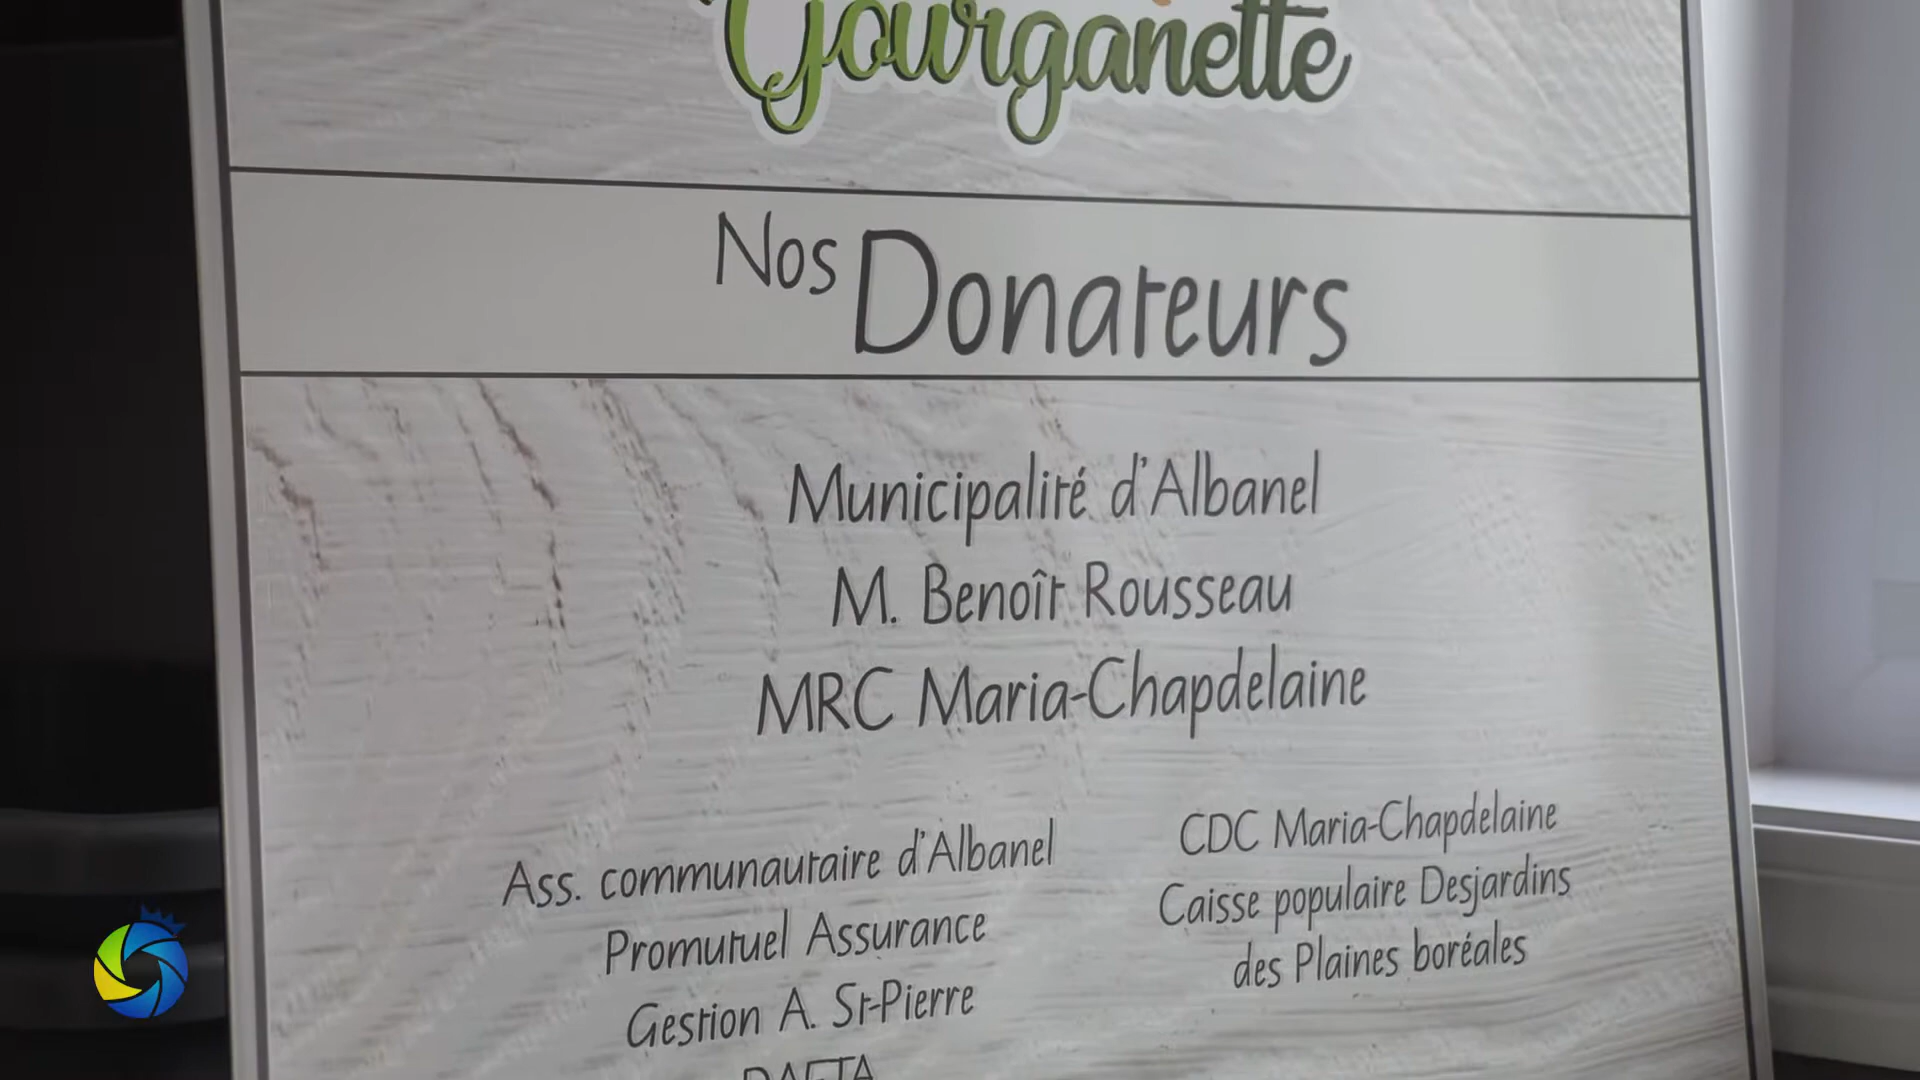 Gourganette
Nos Donateurs
Municipalité d'Albanel
M. Benoît Rousseau
MRC Maria-Chapdelaine
Ass. communautaire d'Albanel
Promutuel Assurance
Gestion A. St-Pierre
CDC Maria-Chapdelaine
Caisse populaire Desjardins
des Plaines boréales